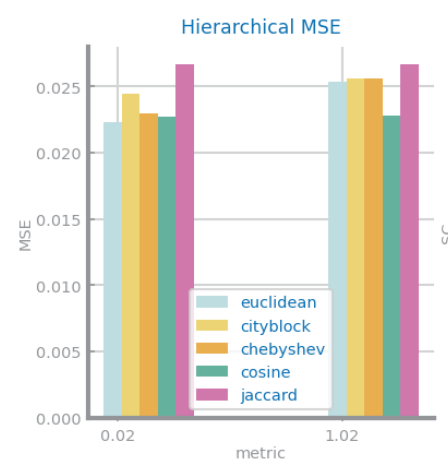 Hierarchical MSE
0.025
0.020
0.015
0.010
0.005
0.000
MSE
euclidean
cityblock
chebyshev
cosine
jaccard
0.02
1.02
metric